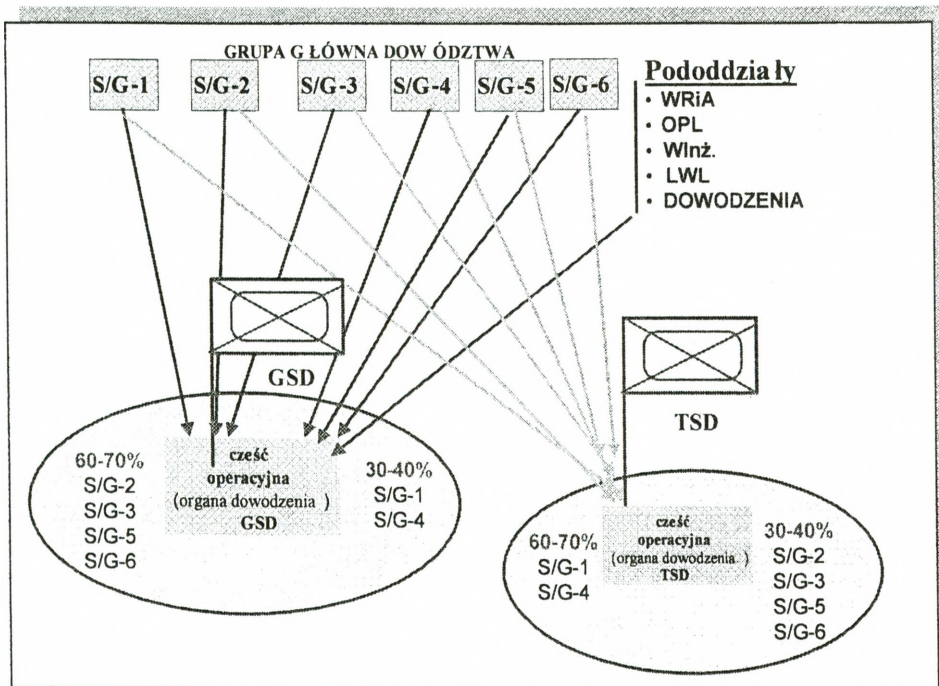 GRUPA G ŁÓWNA DOW ÓDZTWA
S/G-1 S/G-2 S/G-3 S/G-4 S/G-5 S/G-6
Pododdzia ły
• WRiA
• OPL
• WInż.
• LWL
• DOWODZENIA
GSD
TSD
60-70%
S/G-2
S/G-3
S/G-5
S/G-6
cześć
operacyjna
(organa dowodzenia )
GSD
30-40%
S/G-1
S/G-4
60-70%
S/G-1
S/G-4
cześć
operacyjna
(organa dowodzenia )
TSD
30-40%
S/G-2
S/G-3
S/G-5
S/G-6